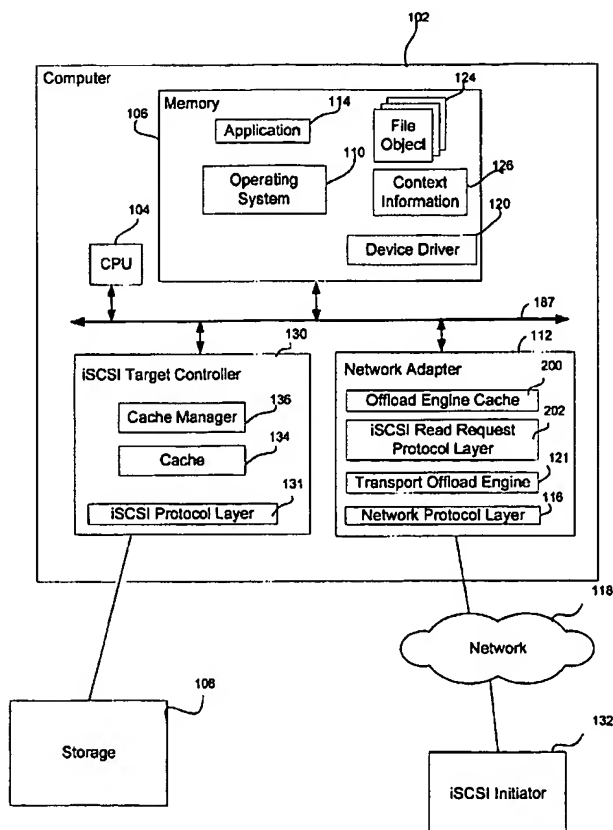 102
Computer
Memory
106
114
Application
124
File
Object
110
Operating
System
126
Context
Information
120
Device Driver
104
CPU
187
130
iSCSI Target Controller
136
Cache Manager
134
Cache
131
iSCSI Protocol Layer
112
Network Adapter
200
Offload Engine Cache
202
iSCSI Read Request
Protocol Layer
121
Transport Offload Engine
116
Network Protocol Layer
118
Network
108
Storage
132
iSCSI Initiator